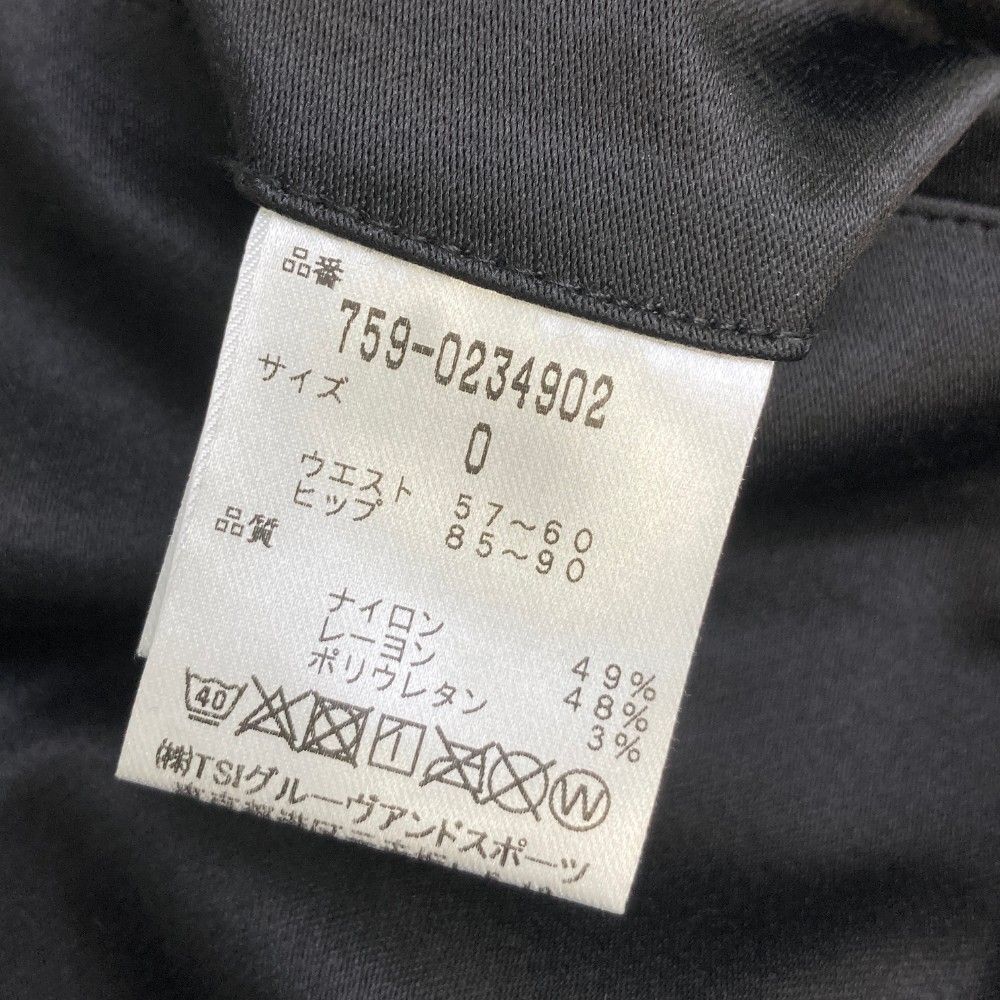 品番
759-0234902
サイズ
0
ウエスト 57～60
ヒップ 85～90
品質
ナイロン 49%
レーヨン 48%
ポリウレタン 3%
40 1 W
(株)TSIグルーヴアンドスポーツ